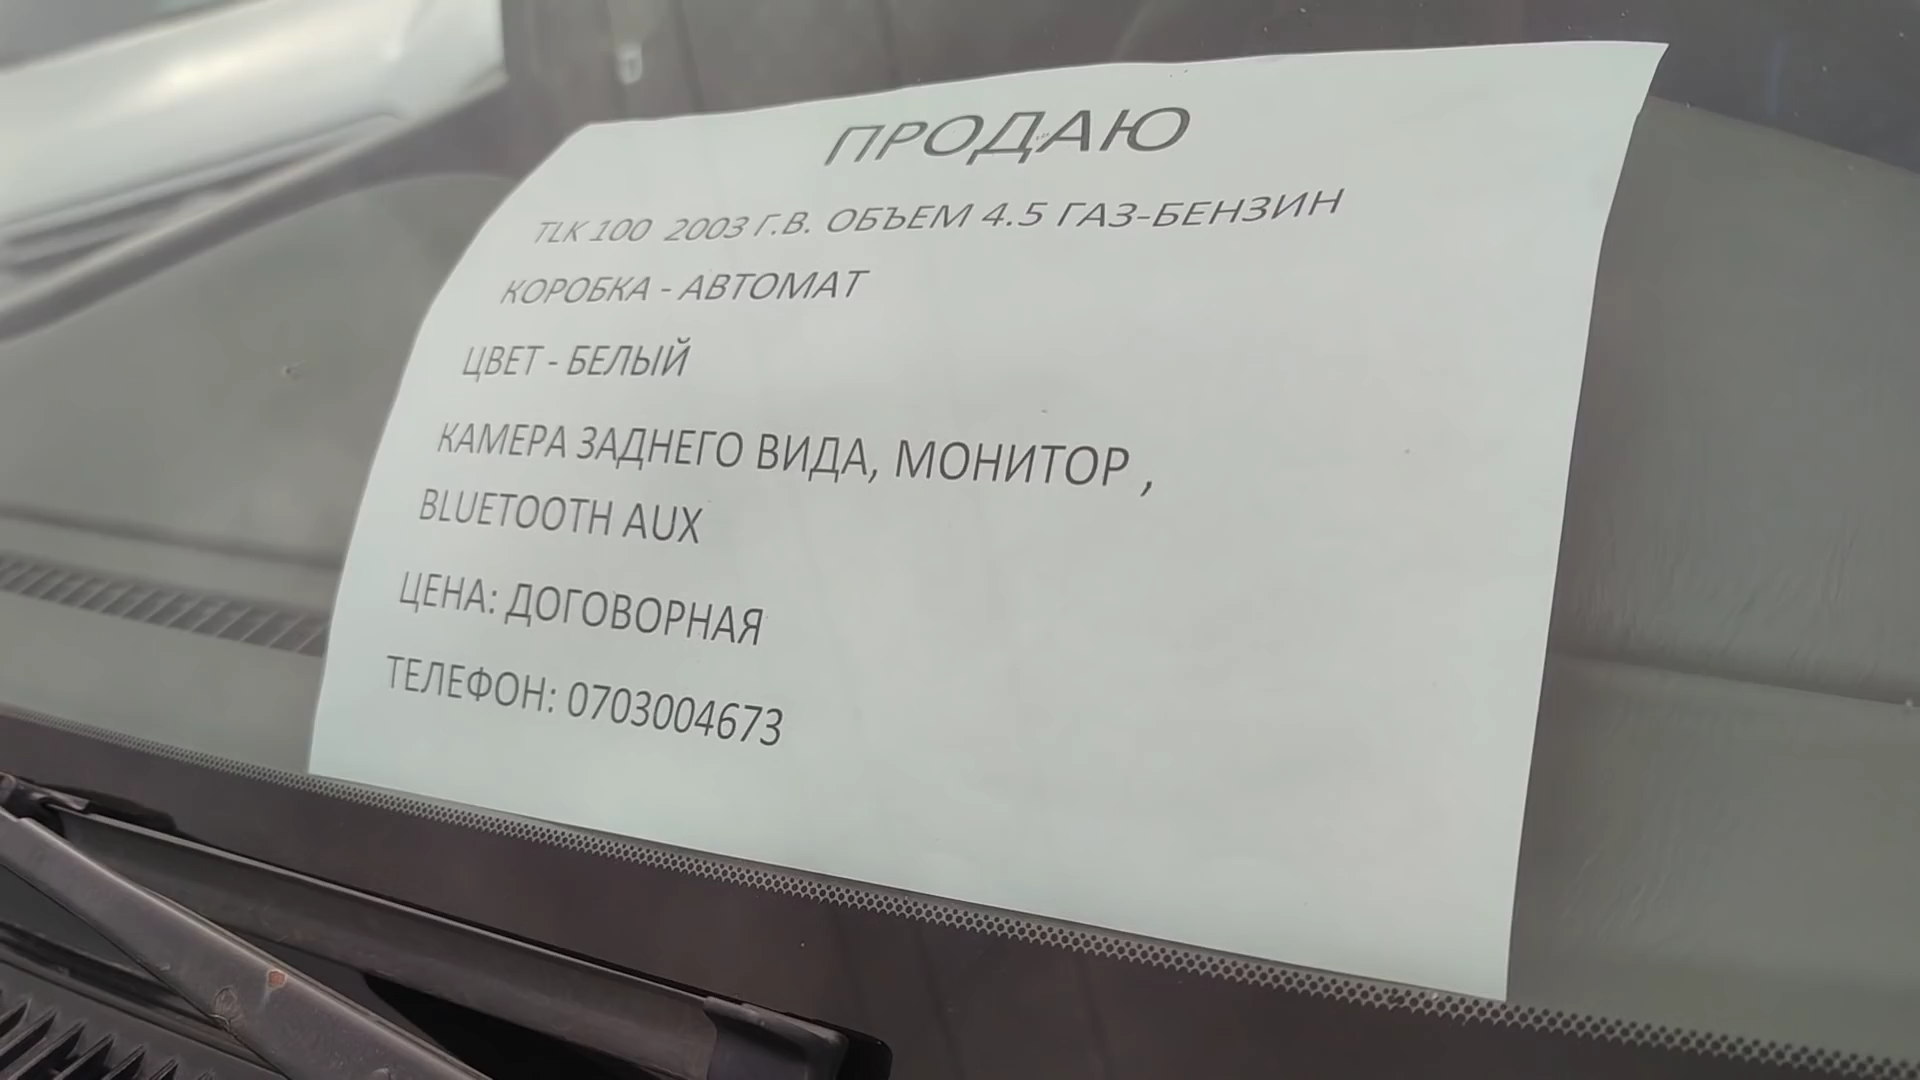 ПРОДАЮ
TLK 100 2003 Г.В. ОБЪЕМ 4.5 ГАЗ-БЕНЗИН
КОРОБКА - АВТОМАТ
ЦВЕТ - БЕЛЫЙ
КАМЕРА ЗАДНЕГО ВИДА, МОНИТОР ,
BLUETOOTH AUX
ЦЕНА: ДОГОВОРНАЯ
ТЕЛЕФОН: 0703004673